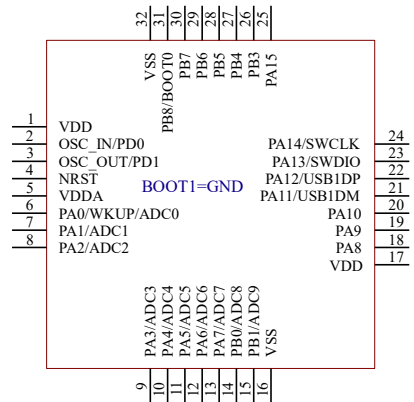 32 31 30 29 28 27 26 25
VSS
PB8/BOOT0
PB7
PB6
PB5
PB4
PB3
PA15
1 VDD
2 OSC_IN/PD0
3 OSC_OUT/PD1
4 NRST
5 VDDA
6 PA0/WKUP/ADC0
7 PA1/ADC1
8 PA2/ADC2
BOOT1=GND
PA14/SWCLK 24
PA13/SWDIO 23
PA12/USB1DP 22
PA11/USB1DM 21
PA10 20
PA9 19
PA8 18
VDD 17
PA3/ADC3
PA4/ADC4
PA5/ADC5
PA6/ADC6
PA7/ADC7
PB0/ADC8
PB1/ADC9
VSS
9 10 11 12 13 14 15 16